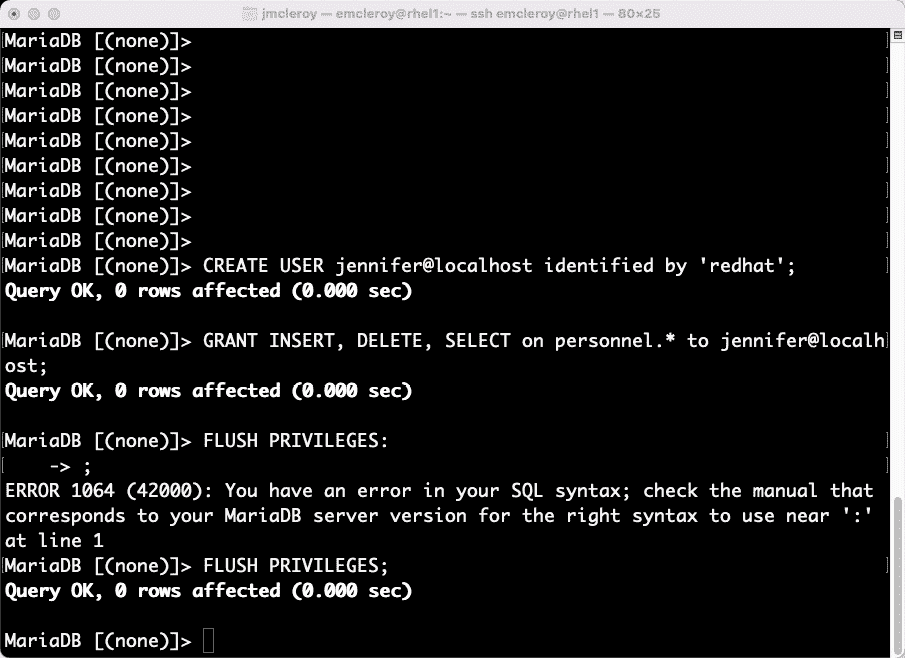 jmcleroy — emcleroy@rhel1:~ — ssh emcleroy@rhel1 — 80×25
MariaDB [(none)]>
MariaDB [(none)]>
MariaDB [(none)]>
MariaDB [(none)]>
MariaDB [(none)]>
MariaDB [(none)]>
MariaDB [(none)]>
MariaDB [(none)]>
MariaDB [(none)]>
MariaDB [(none)]> CREATE USER jennifer@localhost identified by 'redhat';
Query OK, 0 rows affected (0.000 sec)
MariaDB [(none)]> GRANT INSERT, DELETE, SELECT on personnel.* to jennifer@localh
ost;
Query OK, 0 rows affected (0.000 sec)
MariaDB [(none)]> FLUSH PRIVILEGES:
-> ;
ERROR 1064 (42000): You have an error in your SQL syntax; check the manual that
corresponds to your MariaDB server version for the right syntax to use near ':'
at line 1
MariaDB [(none)]> FLUSH PRIVILEGES;
Query OK, 0 rows affected (0.000 sec)
MariaDB [(none)]>